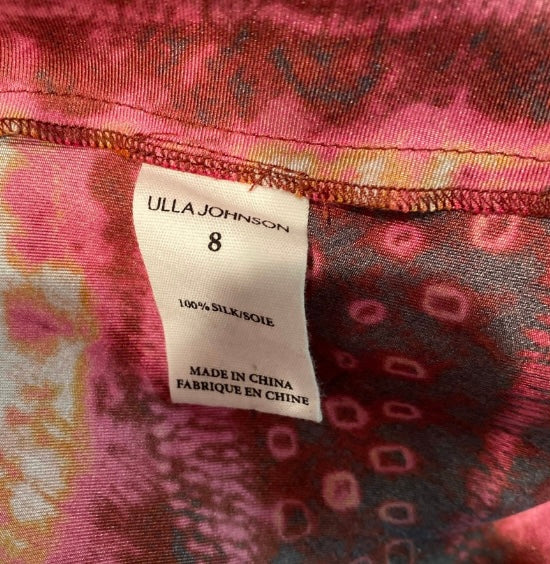 ULLA JOHNSON
8
100% SILK/SOIE
MADE IN CHINA
FABRIQUE EN CHINE